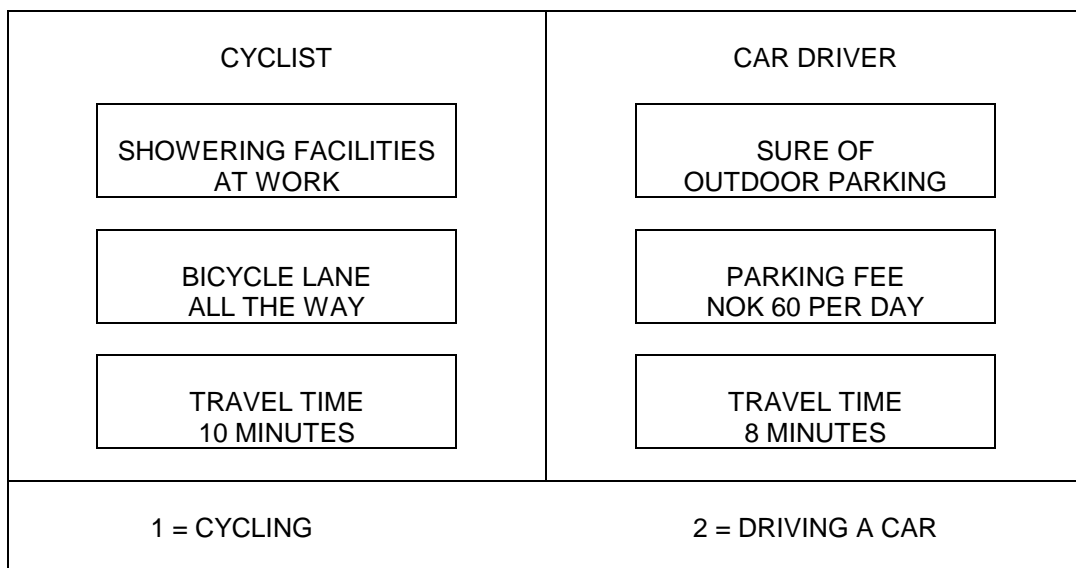 CYCLIST
SHOWERING FACILITIES
AT WORK
BICYCLE LANE
ALL THE WAY
TRAVEL TIME
10 MINUTES
CAR DRIVER
SURE OF
OUTDOOR PARKING
PARKING FEE
NOK 60 PER DAY
TRAVEL TIME
8 MINUTES
1 = CYCLING
2 = DRIVING A CAR